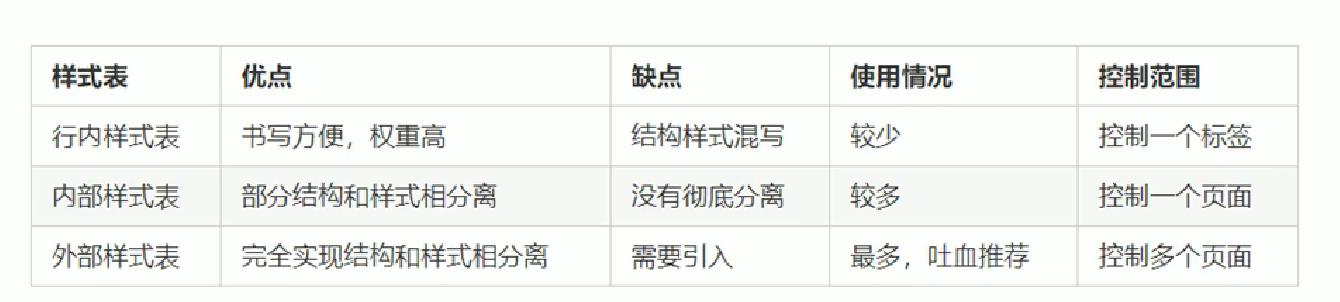 样式表 优点 缺点 使用情况 控制范围
行内样式表 书写方便，权重高 结构样式混写 较少 控制一个标签
内部样式表 部分结构和样式相分离 没有彻底分离 较多 控制一个页面
外部样式表 完全实现结构和样式相分离 需要引入 最多，吐血推荐 控制多个页面